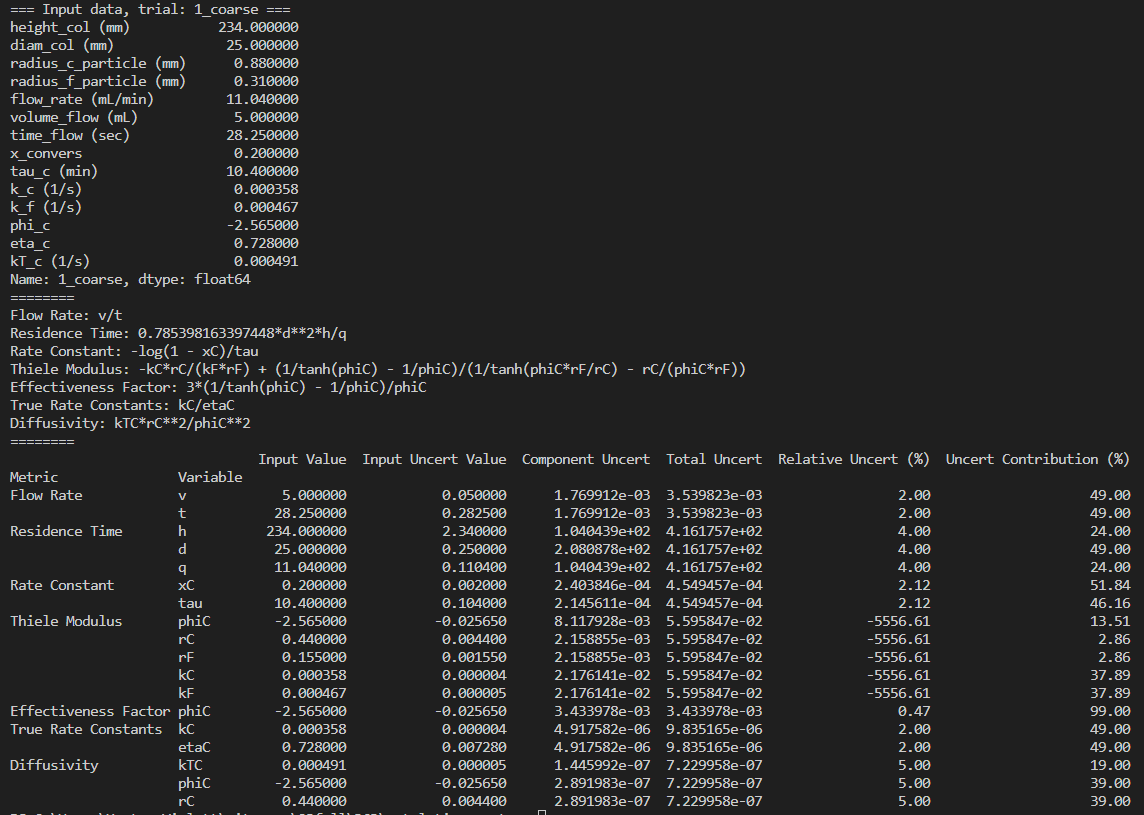 === Input data, trial: 1_coarse ===
height_col (mm) 234.000000
diam_col (mm) 25.000000
radius_c_particle (mm) 0.880000
radius_f_particle (mm) 0.310000
flow_rate (mL/min) 11.040000
volume_flow (mL) 5.000000
time_flow (sec) 28.250000
x_convers 0.200000
tau_c (min) 10.400000
k_c (1/s) 0.000358
k_f (1/s) 0.000467
phi_c -2.565000
eta_c 0.728000
kT_c (1/s) 0.000491
Name: 1_coarse, dtype: float64
========
Flow Rate: v/t
Residence Time: 0.785398163397448*d**2*h/q
Rate Constant: -log(1 - xC)/tau
Thiele Modulus: -kC*rC/(kF*rF) + (1/tanh(phiC) - 1/phiC)/(1/tanh(phiC*rF/rC) - rC/(phiC*rF))
Effectiveness Factor: 3*(1/tanh(phiC) - 1/phiC)/phiC
True Rate Constants: kC/etaC
Diffusivity: kTC*rC**2/phiC**2
========
Input Value Input Uncert Value Component Uncert Total Uncert Relative Uncert (%) Uncert Contribution (%)
Metric Variable
Flow Rate v 5.000000 0.050000 1.769912e-03 3.539823e-03 2.00 49.00
t 28.250000 0.282500 1.769912e-03 3.539823e-03 2.00 49.00
Residence Time h 234.000000 2.340000 1.040439e+02 4.161757e+02 4.00 24.00
d 25.000000 0.250000 2.080878e+02 4.161757e+02 4.00 49.00
q 11.040000 0.110400 1.040439e+02 4.161757e+02 4.00 24.00
Rate Constant xC 0.200000 0.002000 2.403846e-04 4.549457e-04 2.12 51.84
tau 10.400000 0.104000 2.145611e-04 4.549457e-04 2.12 46.16
Thiele Modulus phiC -2.565000 -0.025650 8.117928e-03 5.595847e-02 -5556.61 13.51
rC 0.440000 0.004400 2.158855e-03 5.595847e-02 -5556.61 2.86
rF 0.155000 0.001550 2.158855e-03 5.595847e-02 -5556.61 2.86
kC 0.000358 0.000004 2.176141e-02 5.595847e-02 -5556.61 37.89
kF 0.000467 0.000005 2.176141e-02 5.595847e-02 -5556.61 37.89
Effectiveness Factor phiC -2.565000 -0.025650 3.433978e-03 3.433978e-03 0.47 99.00
True Rate Constants kC 0.000358 0.000004 4.917582e-06 9.835165e-06 2.00 49.00
etaC 0.728000 0.007280 4.917582e-06 9.835165e-06 2.00 49.00
Diffusivity kTC 0.000491 0.000005 1.445992e-07 7.229958e-07 5.00 19.00
phiC -2.565000 -0.025650 2.891983e-07 7.229958e-07 5.00 39.00
rC 0.440000 0.004400 2.891983e-07 7.229958e-07 5.00 39.00